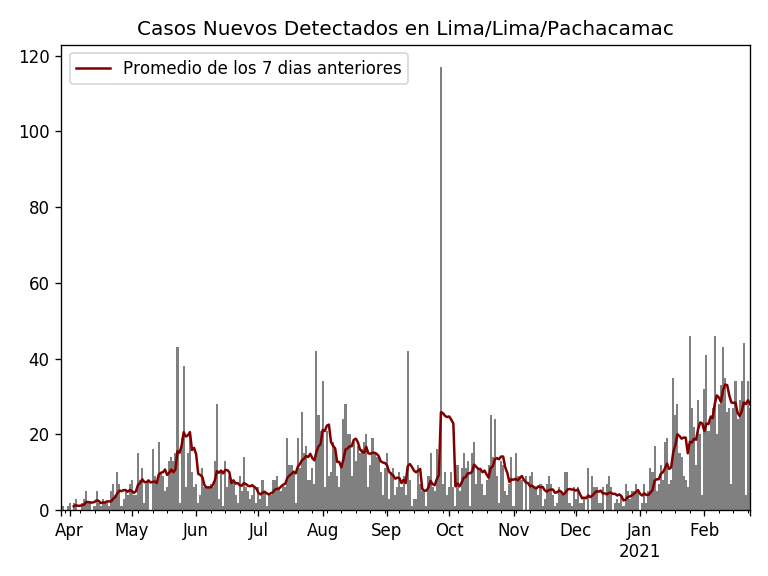 Casos Nuevos Detectados en Lima/Lima/Pachacamac
Promedio de los 7 dias anteriores
120
100
80
60
40
20
0
Apr May Jun Jul Aug Sep Oct Nov Dec Jan Feb
2021